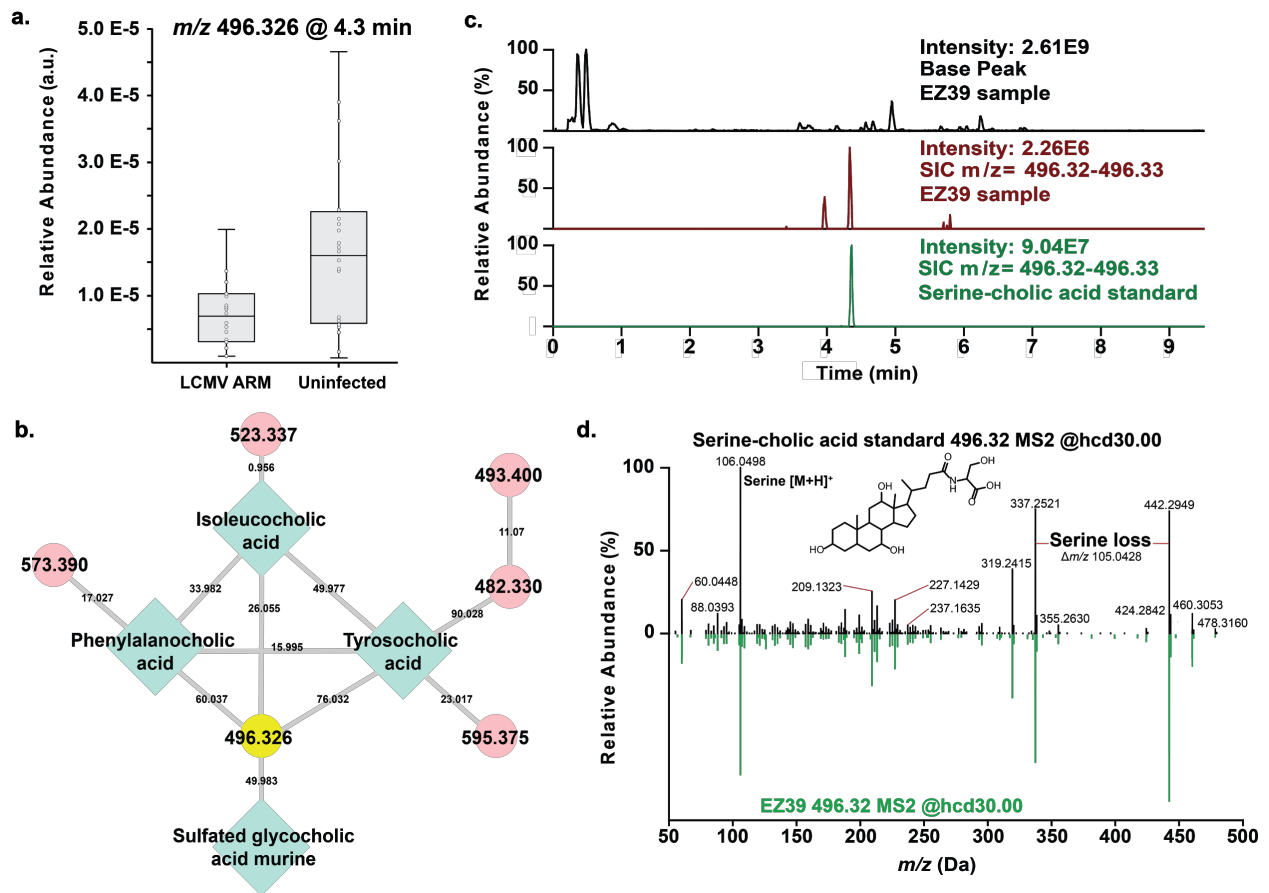 a.
m/z 496.326 @ 4.3 min
Relative Abundance (a.u.)
5.0 E-5
4.0 E-5
3.0 E-5
2.0 E-5
1.0 E-5
LCMV ARM
Uninfected
b.
523.337
0.956
493.400
Isoleucocholic
acid
11.07
573.390
482.330
17.027
33.982
26.055
49.977
90.028
Phenylalanocholic
acid
15.995
Tyrosocholic
acid
60.037
76.032
23.017
496.326
595.375
49.983
Sulfated glycocholic
acid murine
c.
Relative Abundance (%)
100
50
Intensity: 2.61E9
Base Peak
EZ39 sample
100
50
Intensity: 2.26E6
SIC m/z= 496.32-496.33
EZ39 sample
100
50
Intensity: 9.04E7
SIC m/z= 496.32-496.33
Serine-cholic acid standard
0 1 2 3 4 5 6 7 8 9
Time (min)
d.
Serine-cholic acid standard 496.32 MS2 @hcd30.00
Relative Abundance (%)
100
50
0
106.0498
Serine [M+H]+
O
OH
OH
N
H
OH
O
HO
OH
337.2521
442.2949
Serine loss
Δm/z 105.0428
319.2415
60.0448
88.0393
209.1323
227.1429
237.1635
355.2630
424.2842
460.3053
478.3160
EZ39 496.32 MS2 @hcd30.00
50 100 150 200 250 300 350 400 450 500
m/z (Da)